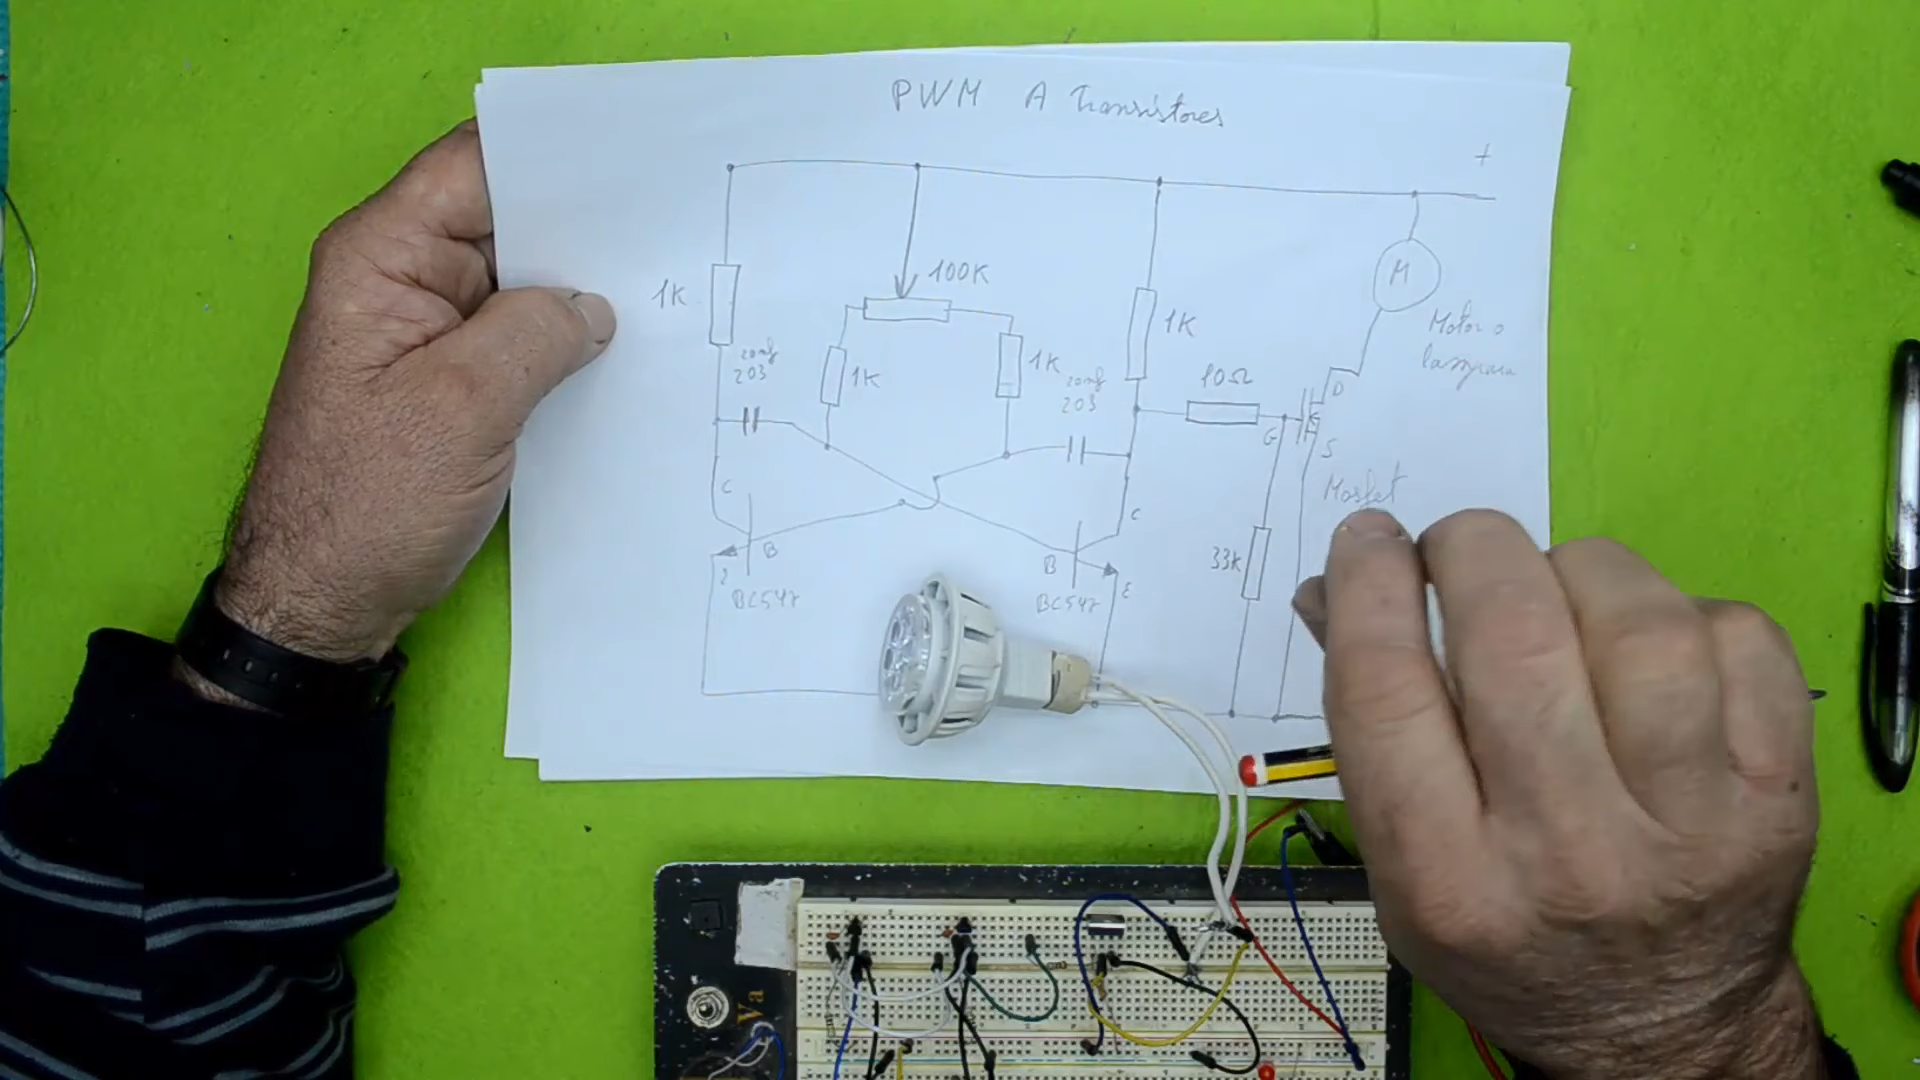 PWM A Transistores
+
100K
1K
M
1K
Motor o
lampara
20nf
203
1K
1K
20nf
203
10Ω
D
G
S
Mosfet
C
C
B
B
33K
E
E
BC547
BC547
Va